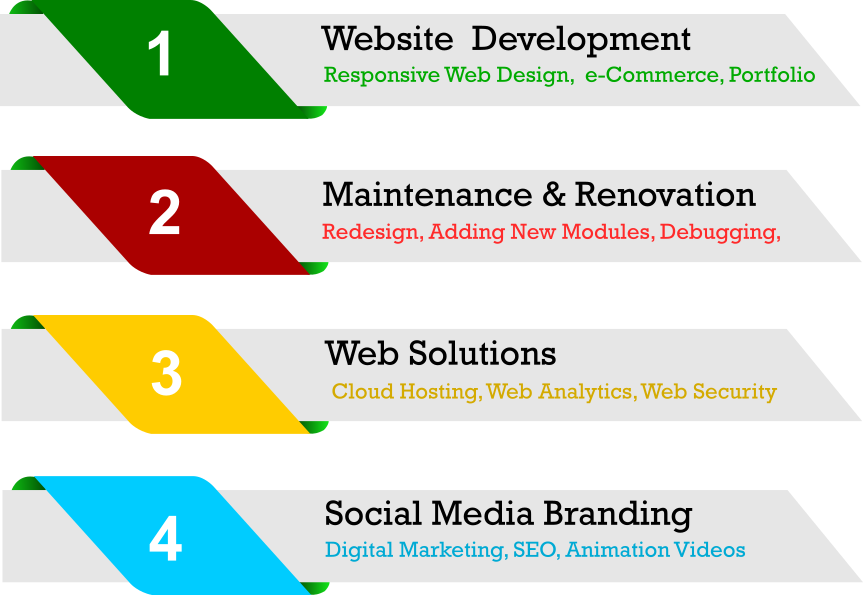 1
Website Development
Responsive Web Design, e-Commerce, Portfolio
2
Maintenance & Renovation
Redesign, Adding New Modules, Debugging,
3
Web Solutions
Cloud Hosting, Web Analytics, Web Security
4
Social Media Branding
Digital Marketing, SEO, Animation Videos